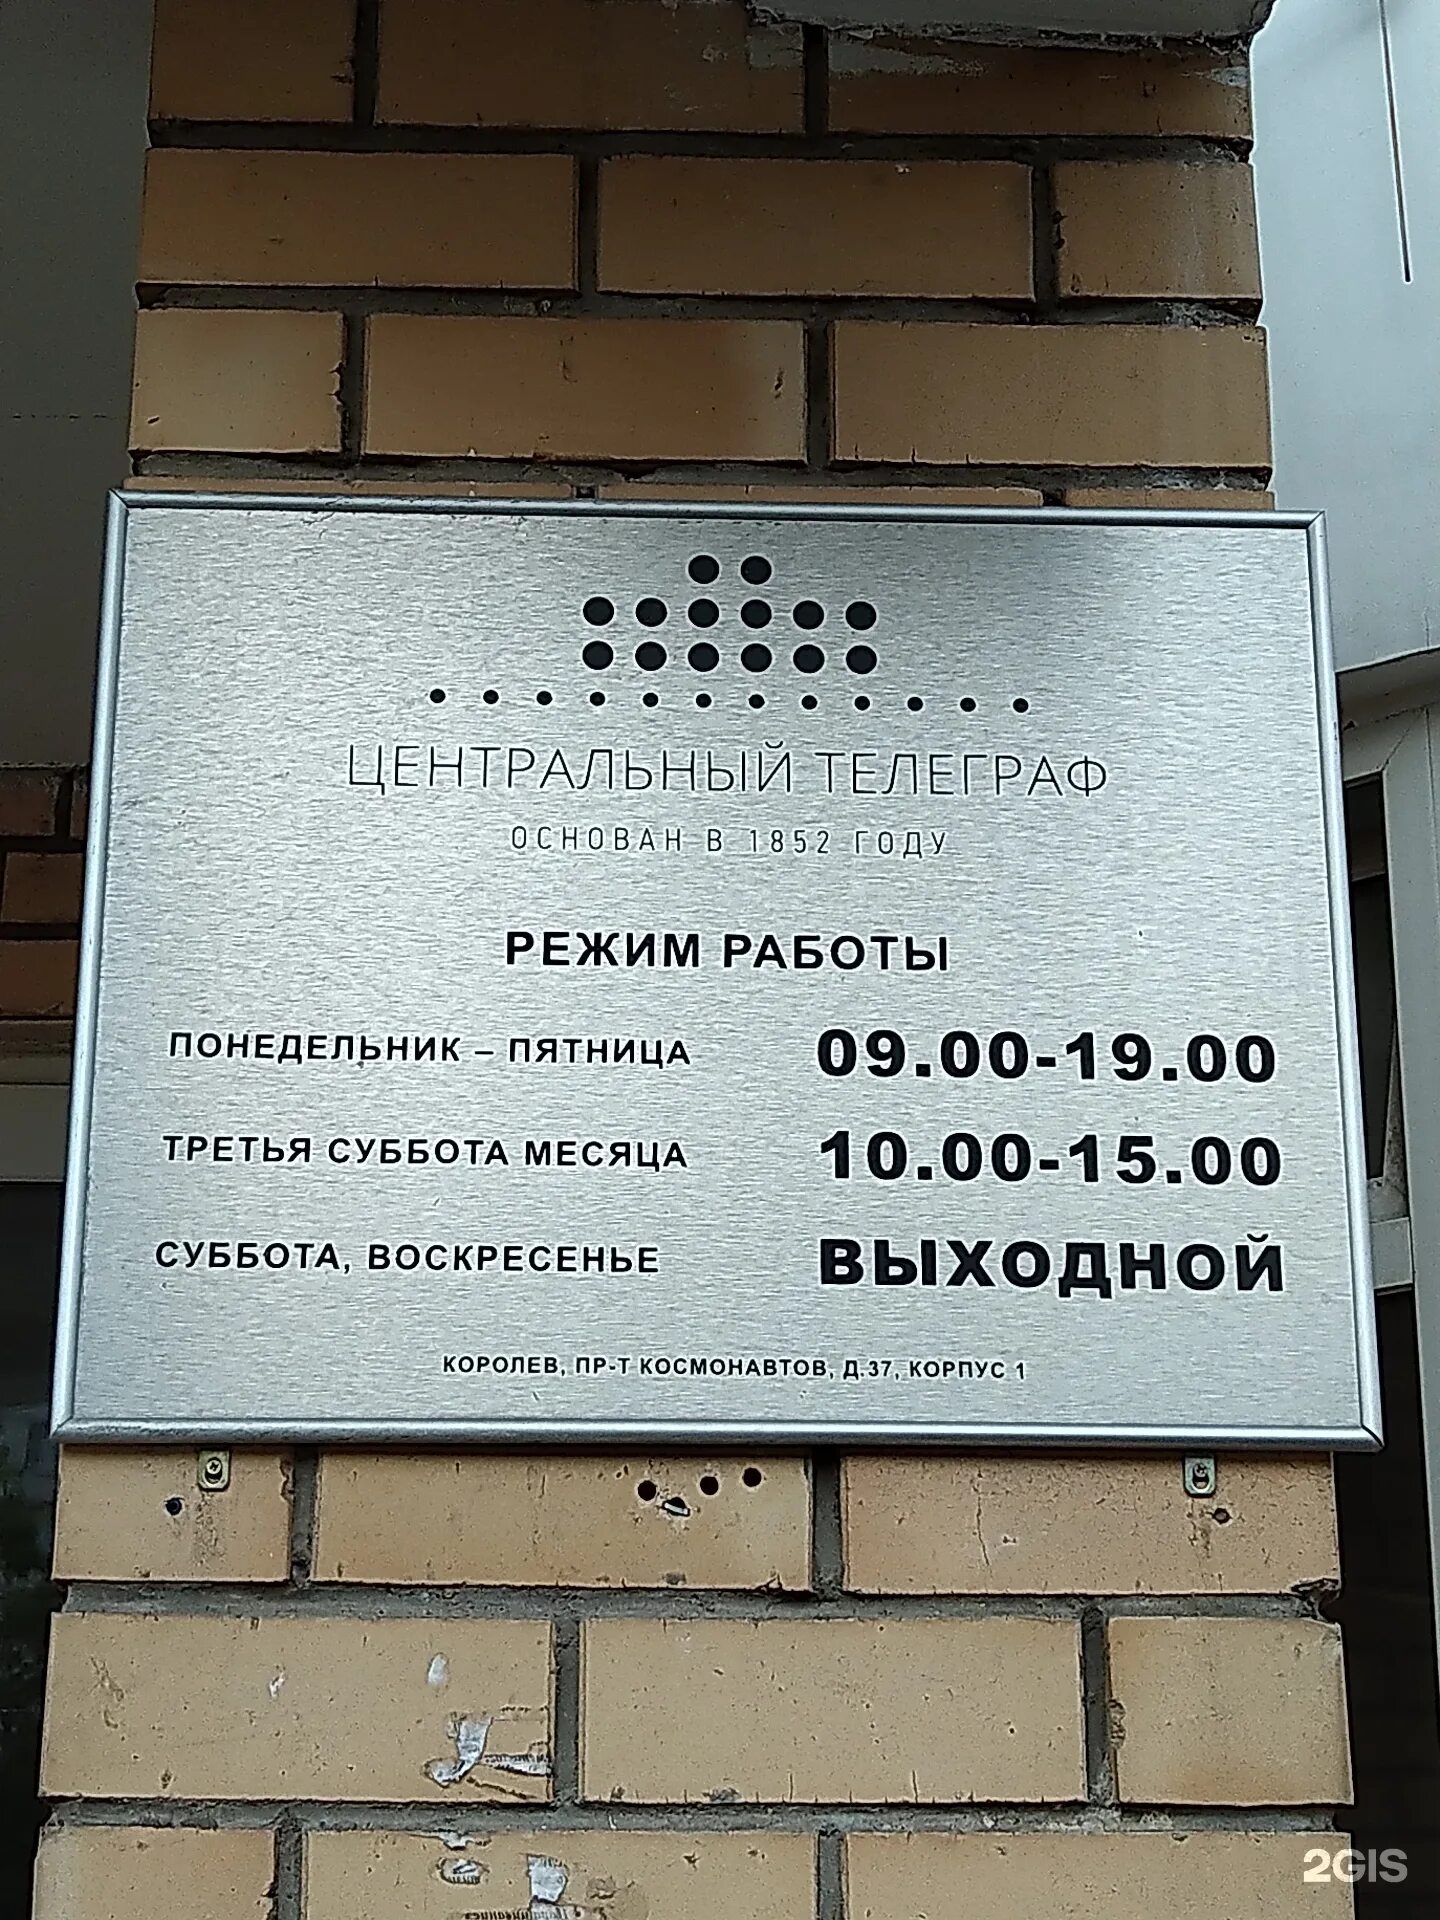 ЦЕНТРАЛЬНЫЙ ТЕЛЕГРАФ
ОСНОВАН В 1852 ГОДУ
РЕЖИМ РАБОТЫ
ПОНЕДЕЛЬНИК – ПЯТНИЦА 09.00-19.00
ТРЕТЬЯ СУББОТА МЕСЯЦА 10.00-15.00
СУББОТА, ВОСКРЕСЕНЬЕ ВЫХОДНОЙ
КОРОЛЕВ, ПР-Т КОСМОНАВТОВ, Д.37, КОРПУС 1
2GIS